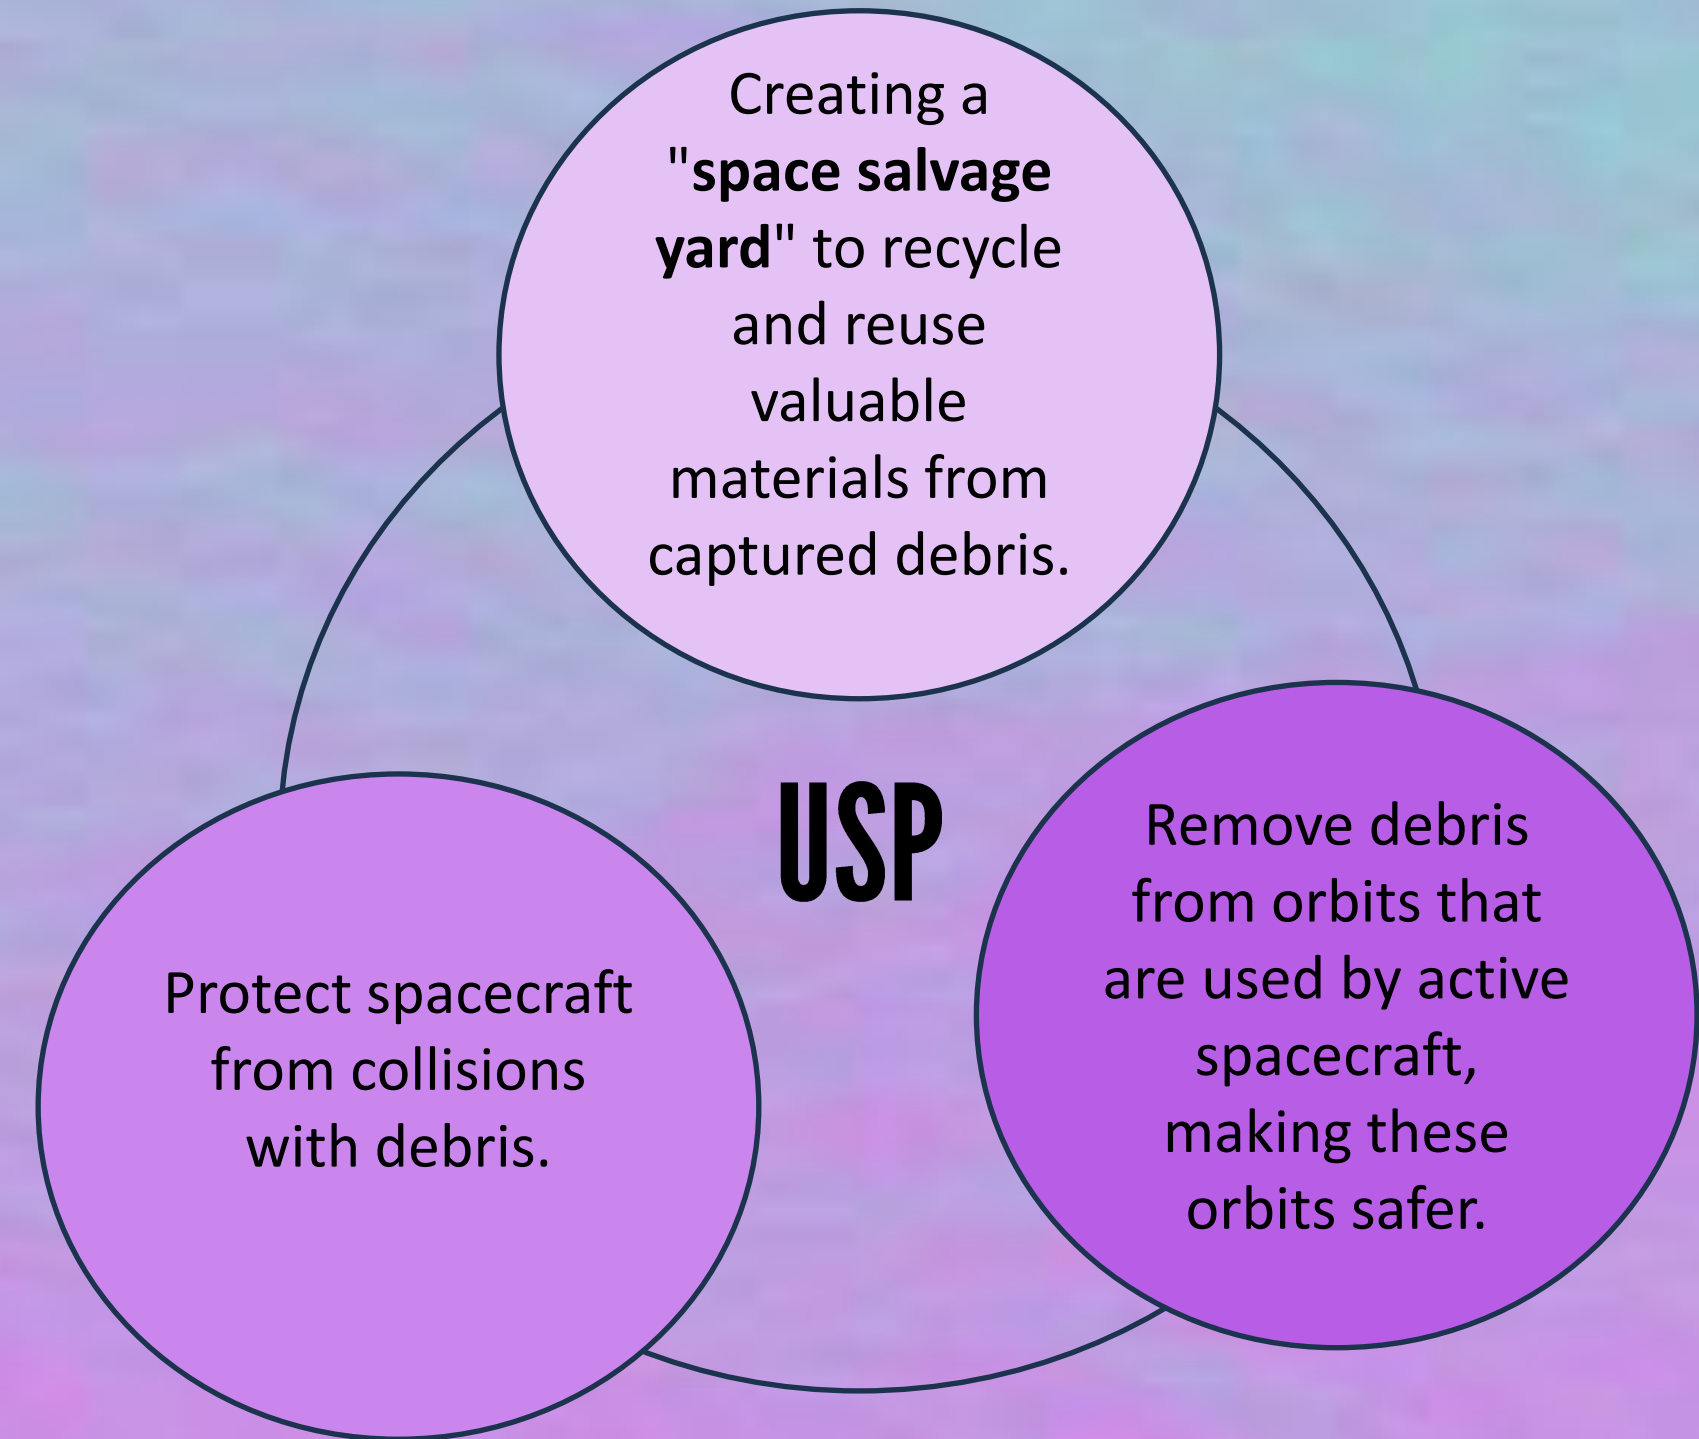 Creating a
"space salvage
yard" to recycle
and reuse
valuable
materials from
captured debris.
USP
Remove debris
from orbits that
are used by active
spacecraft,
making these
orbits safer.
Protect spacecraft
from collisions
with debris.